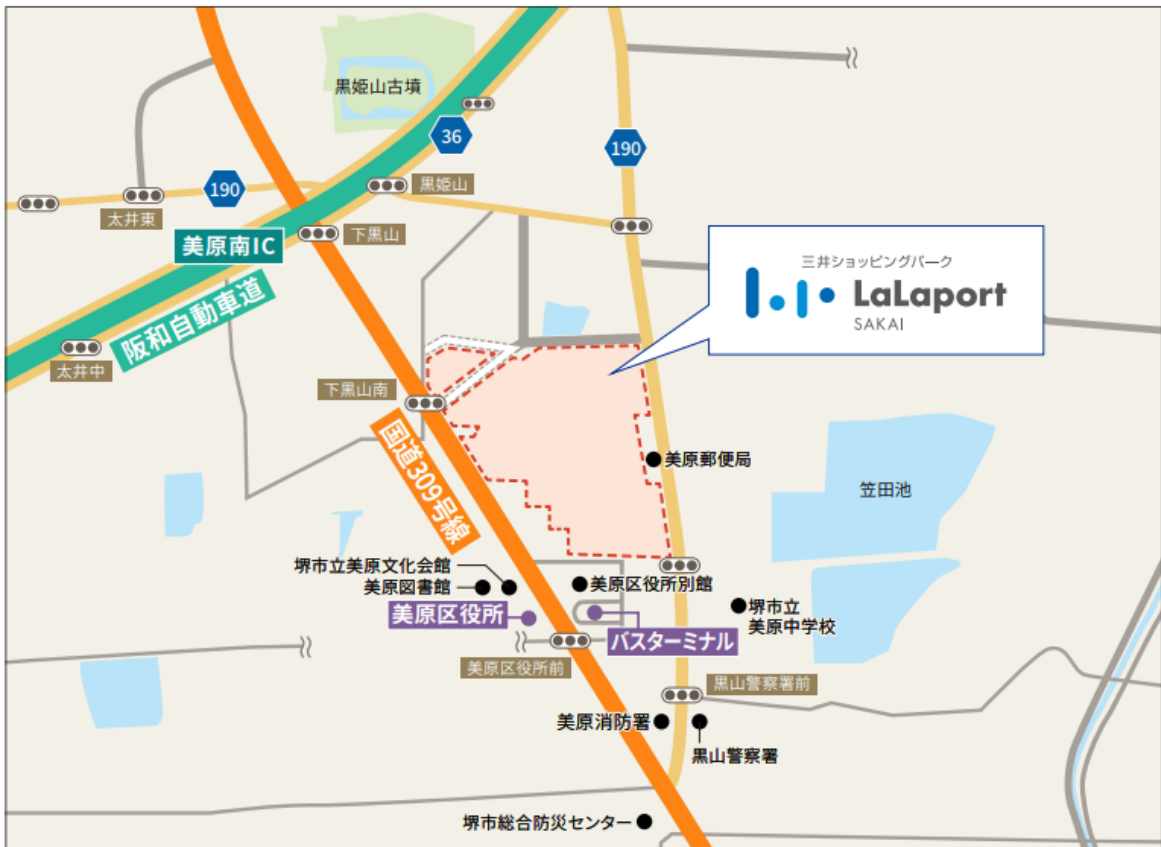 黒姫山古墳
36
190
190
黒姫山
太井東
下黒山
美原南IC
阪和自動車道
太井中
三井ショッピングパーク
LaLaport
SAKAI
下黒山南
国道309号線
美原郵便局
笠田池
堺市立美原文化会館
美原図書館
美原区役所別館
美原区役所
バスターミナル
堺市立
美原中学校
美原区役所前
黒山警察署前
美原消防署
黒山警察署
堺市総合防災センター